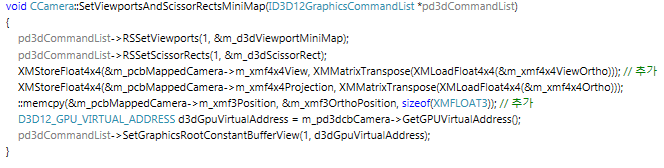 void CCamera::SetViewportsAndScissorRectsMiniMap(ID3D12GraphicsCommandList *pd3dCommandList)
{
pd3dCommandList->RSSetViewports(1, &m_d3dViewportMiniMap);
pd3dCommandList->RSSetScissorRects(1, &m_d3dScissorRect);
XMStoreFloat4x4(&m_pcbMappedCamera->m_xmf4x4View, XMMatrixTranspose(XMLoadFloat4x4(&m_xmf4x4ViewOrtho))); // 추가
XMStoreFloat4x4(&m_pcbMappedCamera->m_xmf4x4Projection, XMMatrixTranspose(XMLoadFloat4x4(&m_xmf4x4Ortho)));
::memcpy(&m_pcbMappedCamera->m_xmf3Position, &m_xmf3OrthoPosition, sizeof(XMFLOAT3)); // 추가
D3D12_GPU_VIRTUAL_ADDRESS d3dGpuVirtualAddress = m_pd3dcbCamera->GetGPUVirtualAddress();
pd3dCommandList->SetGraphicsRootConstantBufferView(1, d3dGpuVirtualAddress);
}